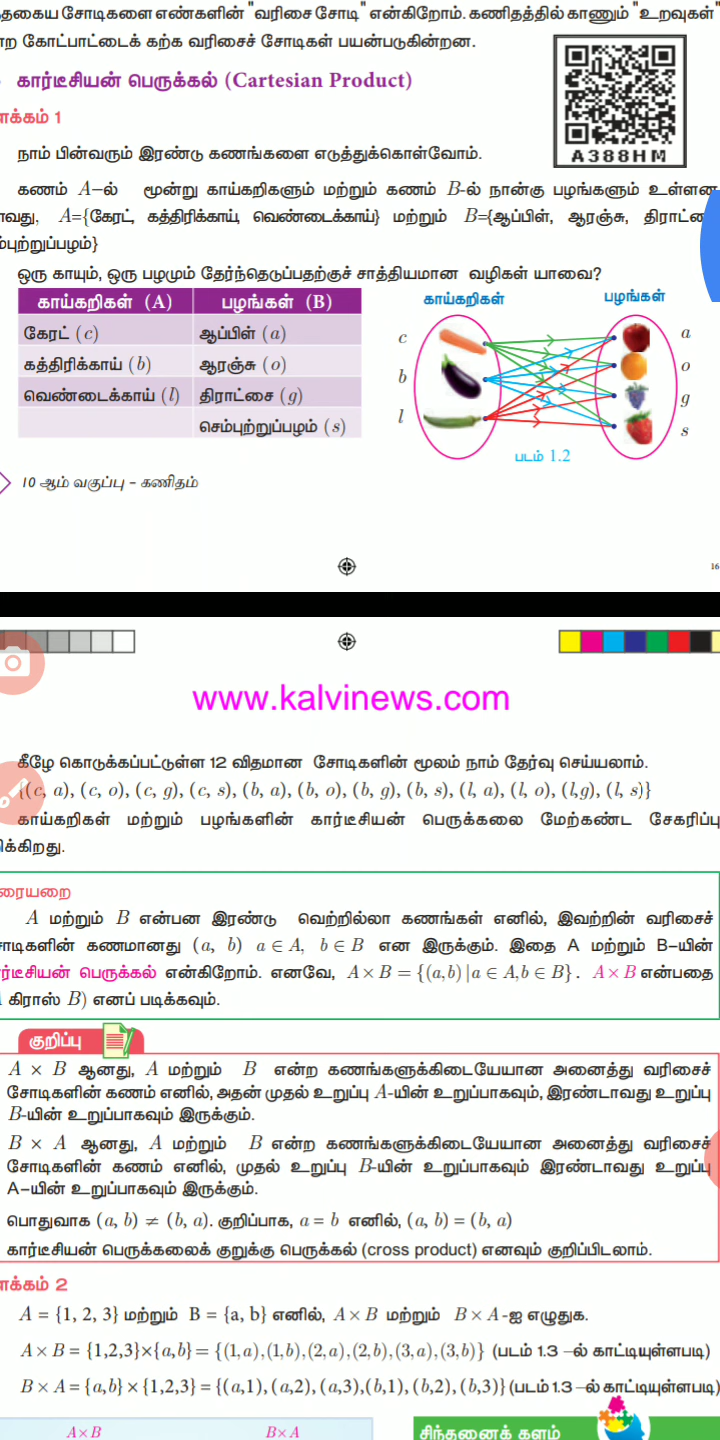 தகைய சோடிகளை எண்களின் "வரிசை சோடி" என்கிறோம். கணிதத்தில் காணும் "உறவுகள்"
ற கோட்பாட்டைக் கற்க வரிசைச் சோடிகள் பயன்படுகின்றன.
கார்டீசியன் பெருக்கல் (Cartesian Product)
ளக்கம் 1
A388HM
நாம் பின்வரும் இரண்டு கணங்களை எடுத்துக்கொள்வோம்.
கணம் A–ல் மூன்று காய்கறிகளும் மற்றும் கணம் B-ல் நான்கு பழங்களும் உள்ளன
வது, A={கேரட், கத்திரிக்காய், வெண்டைக்காய்} மற்றும் B={ஆப்பிள், ஆரஞ்சு, திராட்
ம்புற்றுப்பழம்}
ஒரு காயும், ஒரு பழமும் தேர்ந்தெடுப்பதற்குச் சாத்தியமான வழிகள் யாவை?
காய்கறிகள் (A) பழங்கள் (B)
கேரட் (c) ஆப்பிள் (a)
கத்திரிக்காய் (b) ஆரஞ்சு (o)
வெண்டைக்காய் (l) திராட்சை (g)
செம்புற்றுப்பழம் (s)
காய்கறிகள் பழங்கள்
c a
b o
l g
s
படம் 1.2
10 ஆம் வகுப்பு – கணிதம்
16
www.kalvinews.com
கீழே கொடுக்கப்பட்டுள்ள 12 விதமான சோடிகளின் மூலம் நாம் தேர்வு செய்யலாம்.
{(c, a), (c, o), (c, g), (c, s), (b, a), (b, o), (b, g), (b, s), (l, a), (l, o), (l,g), (l, s)}
காய்கறிகள் மற்றும் பழங்களின் கார்டீசியன் பெருக்கலை மேற்கண்ட சேகரிப்பு
க்கிறது.
ரையறை
A மற்றும் B என்பன இரண்டு வெற்றில்லா கணங்கள் எனில், இவற்றின் வரிசைச்
சோடிகளின் கணமானது (a, b) a ∈ A, b ∈ B என இருக்கும். இதை A மற்றும் B–யின்
ர்டீசியன் பெருக்கல் என்கிறோம். எனவே, A × B = {(a,b) | a ∈ A, b ∈ B}. A × B என்பதை
கிராஸ் B) எனப் படிக்கவும்.
குறிப்பு
A × B ஆனது, A மற்றும் B என்ற கணங்களுக்கிடையேயான அனைத்து வரிசைச்
சோடிகளின் கணம் எனில், அதன் முதல் உறுப்பு A-யின் உறுப்பாகவும், இரண்டாவது உறுப்பு
B-யின் உறுப்பாகவும் இருக்கும்.
B × A ஆனது, A மற்றும் B என்ற கணங்களுக்கிடையேயான அனைத்து வரிசைச்
சோடிகளின் கணம் எனில், முதல் உறுப்பு B-யின் உறுப்பாகவும் இரண்டாவது உறுப்பு
A–யின் உறுப்பாகவும் இருக்கும்.
பொதுவாக (a, b) ≠ (b, a). குறிப்பாக, a = b எனில், (a, b) = (b, a)
கார்டீசியன் பெருக்கலைக் குறுக்கு பெருக்கல் (cross product) எனவும் குறிப்பிடலாம்.
ளக்கம் 2
A = {1, 2, 3} மற்றும் B = {a, b} எனில், A × B மற்றும் B × A -ஐ எழுதுக.
A × B = {1,2,3}×{a,b} = {(1,a),(1,b),(2,a),(2,b),(3,a),(3,b)} (படம் 1.3 –ல் காட்டியுள்ளபடி)
B × A = {a,b} × {1,2,3} = {(a,1), (a,2), (a,3),(b,1), (b,2), (b,3)} (படம் 1.3 –ல் காட்டியுள்ளபடி)
A×B B×A
சிந்தனைக் களம்